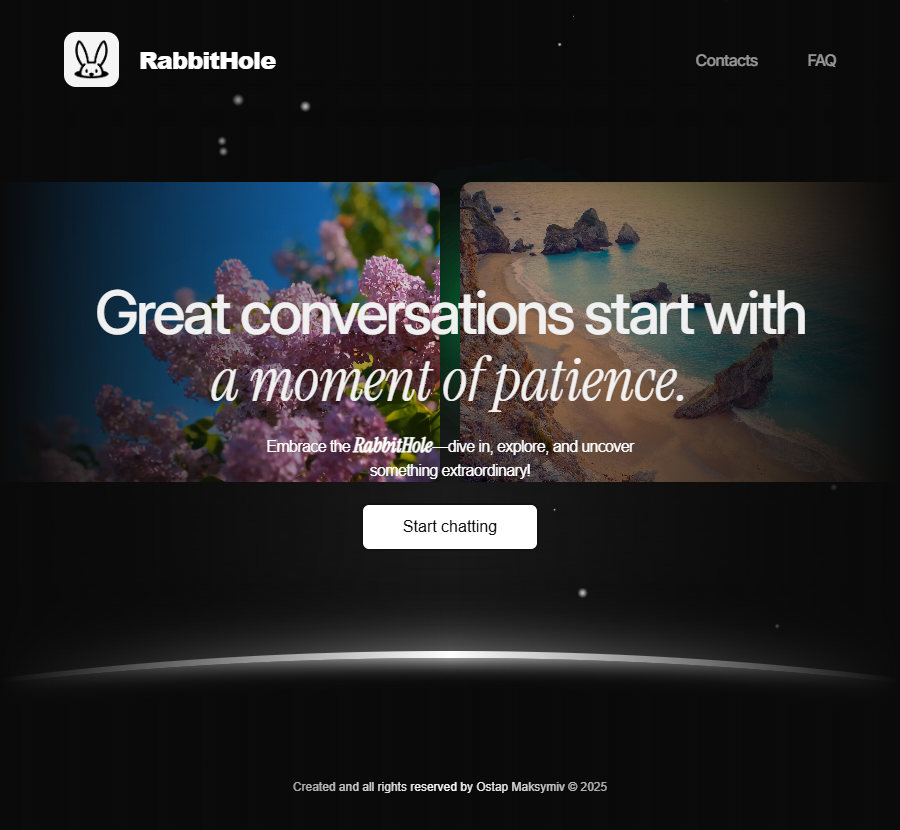 RabbitHole
Contacts
FAQ
Great conversations start with
a moment of patience.
Embrace the RabbitHole—dive in, explore, and uncover
something extraordinary!
Start chatting
Created and all rights reserved by Ostap Maksymiv © 2025